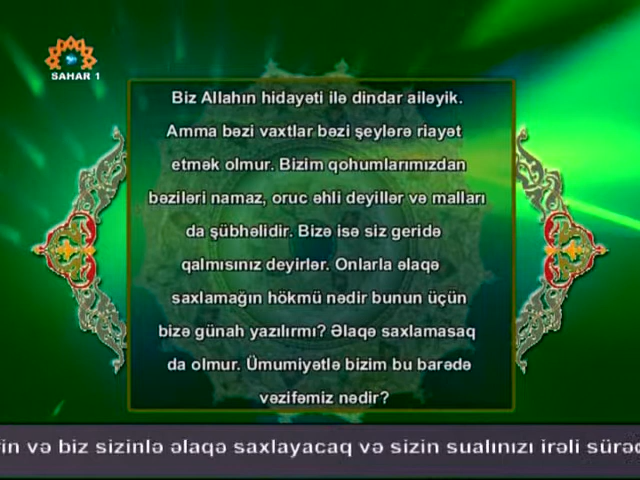 SAHAR 1
Biz Allahın hidayəti ilə dindar ailəyik.
Amma bəzi vaxtlar bəzi şeylərə riayət
etmək olmur. Bizim qohumlarımızdan
bəziləri namaz, oruc əhli deyillər və malları
da şübhəlidir. Bizə isə siz geridə
qalmısınız deyirlər. Onlarla əlaqə
saxlamağın hökmü nədir bunun üçün
bizə günah yazılırmı? Əlaqə saxlamasaq
da olmur. Ümumiyətlə bizim bu barədə
vəzifəmiz nədir?
və biz sizinlə əlaqə saxlayacaq və sizin sualınızı irəli